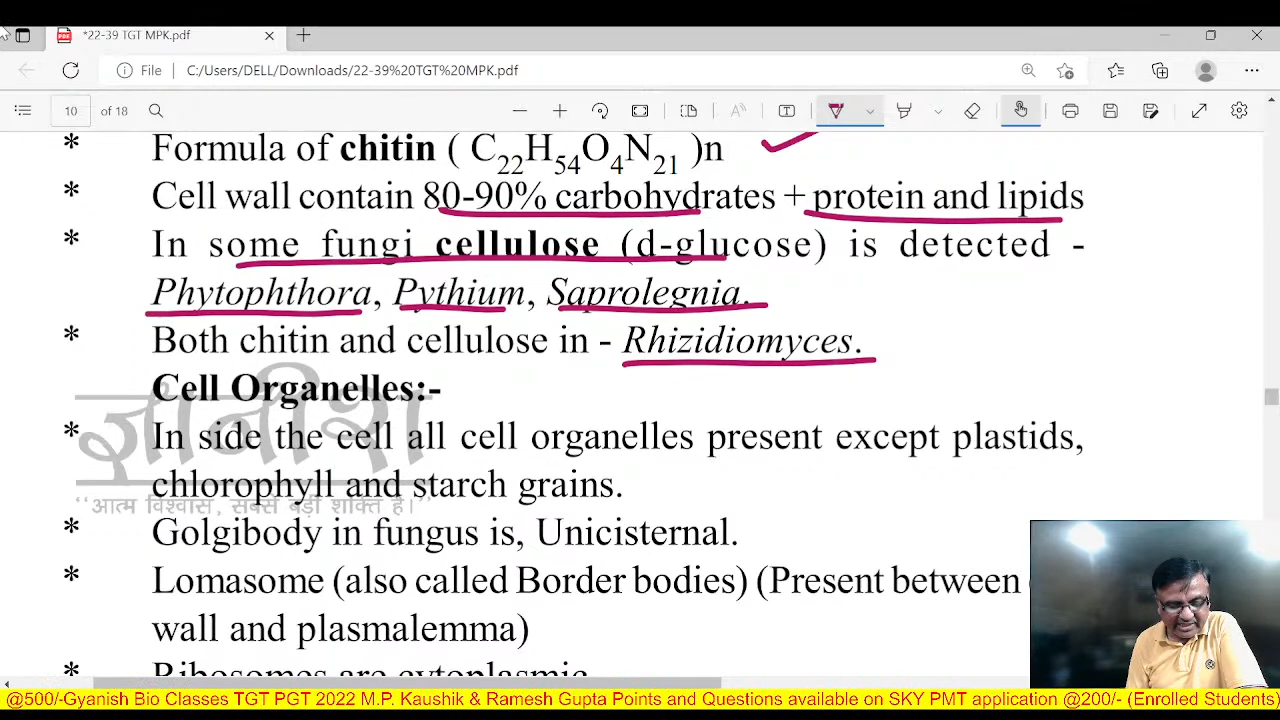 *22-39 TGT MPK.pdf
File C:/Users/DELL/Downloads/22-39%20TGT%20MPK.pdf
10 of 18
* Formula of chitin ( C22H54O4N21 )n
* Cell wall contain 80-90% carbohydrates + protein and lipids
* In some fungi cellulose (d-glucose) is detected -
Phytophthora, Pythium, Saprolegnia.
* Both chitin and cellulose in - Rhizidiomyces.
Cell Organelles:-
ज्ञानीश
* In side the cell all cell organelles present except plastids,
chlorophyll and starch grains.
‘‘आत्म विश्वास, सबसे बड़ी शक्ति है।’’
* Golgibody in fungus is, Unicisternal.
* Lomasome (also called Border bodies) (Present between
wall and plasmalemma)
* Ribosomes are cytoplasmic
@500/-Gyanish Bio Classes TGT PGT 2022 M.P. Kaushik & Ramesh Gupta Points and Questions available on SKY PMT application @200/- (Enrolled Students)